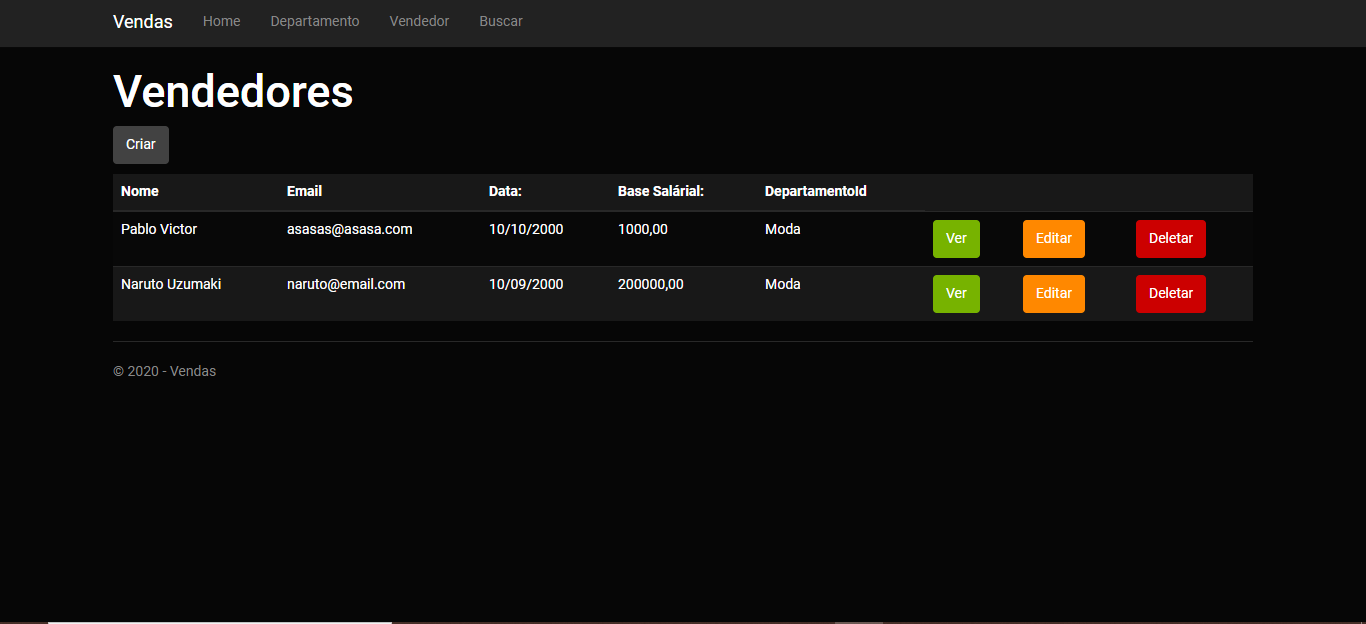 Vendas Home Departamento Vendedor Buscar
Vendedores
Criar
Nome Email Data: Base Salárial: DepartamentoId
Pablo Victor asasas@asasa.com 10/10/2000 1000,00 Moda Ver Editar Deletar
Naruto Uzumaki naruto@email.com 10/09/2000 200000,00 Moda Ver Editar Deletar
© 2020 - Vendas